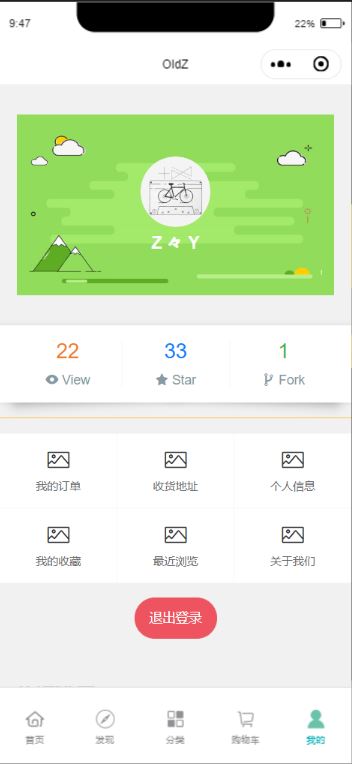 9:47
22%
OldZ
Z 々 Y
22
33
1
View
Star
Fork
我的订单
收货地址
个人信息
我的收藏
最近浏览
关于我们
退出登录
首页
发现
分类
购物车
我的